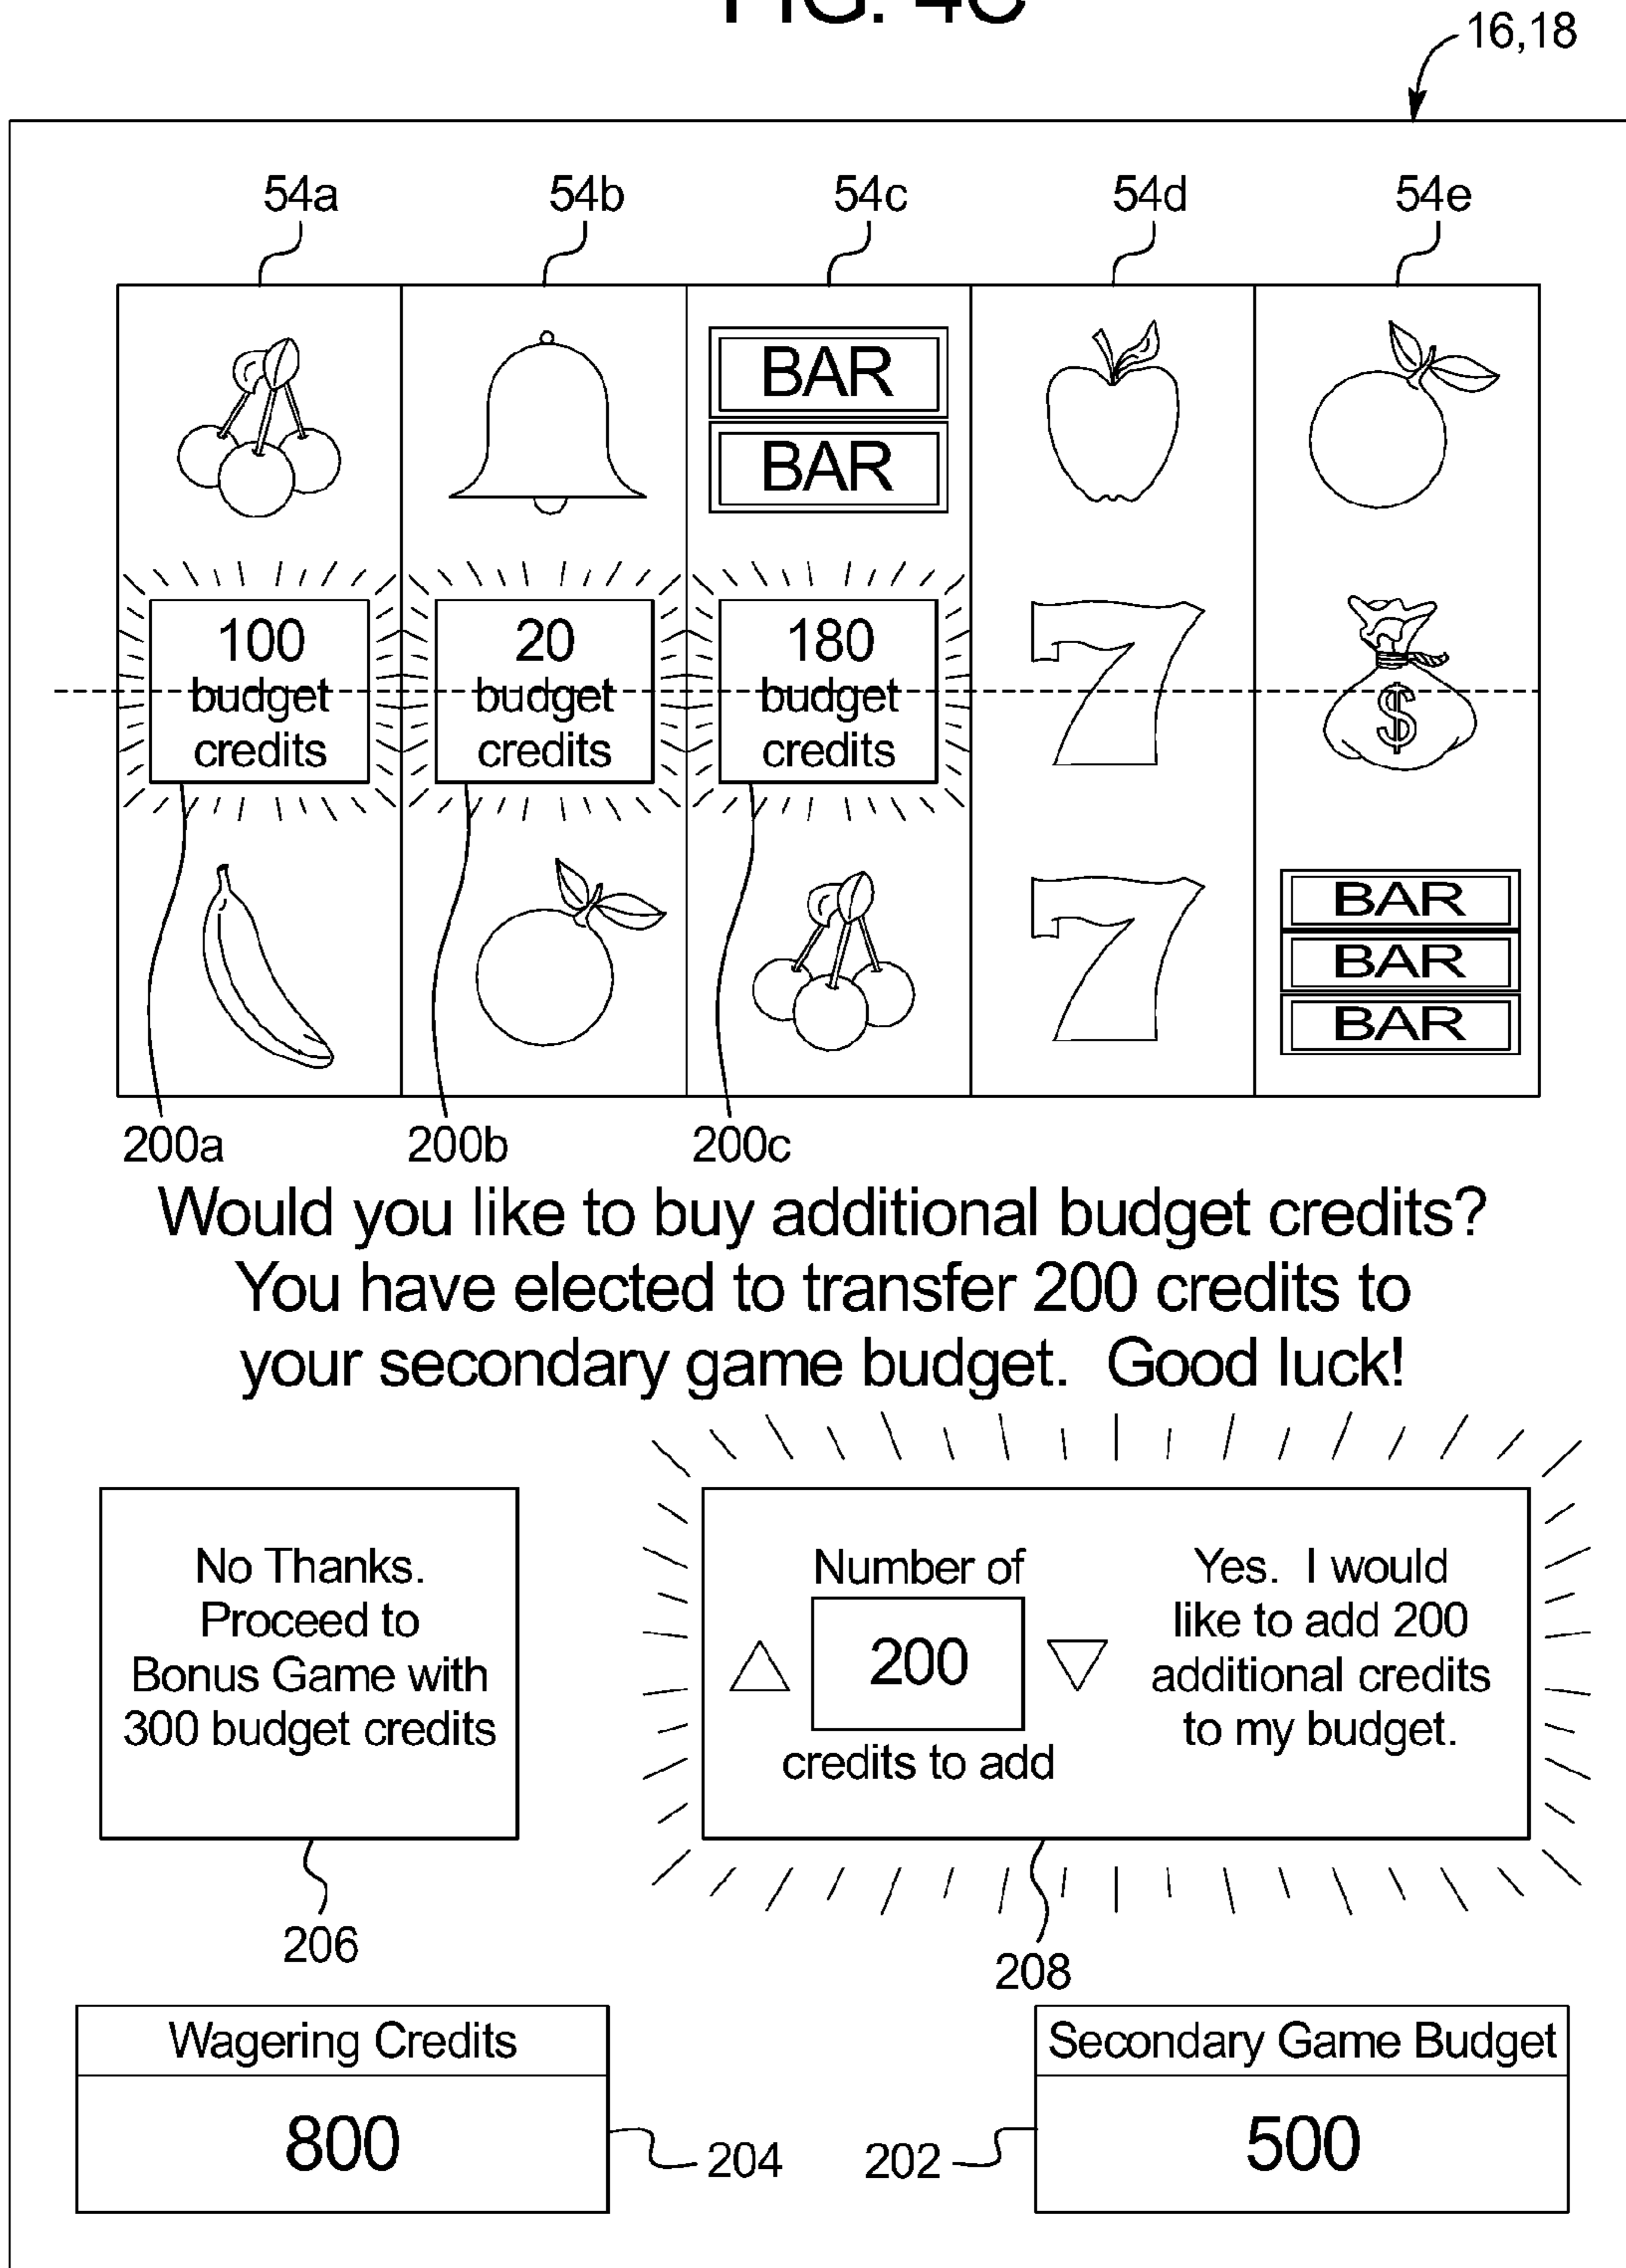 FIG. 4C
16,18
54a 54b 54c 54d 54e
BAR
BAR
100 budget credits
20 budget credits
180 budget credits
7
$
7
BAR
BAR
BAR
200a 200b 200c
Would you like to buy additional budget credits?
You have elected to transfer 200 credits to
your secondary game budget. Good luck!
No Thanks.
Proceed to
Bonus Game with
300 budget credits
Number of
200
credits to add
Yes. I would
like to add 200
additional credits
to my budget.
206
208
Wagering Credits
800
204
202
Secondary Game Budget
500